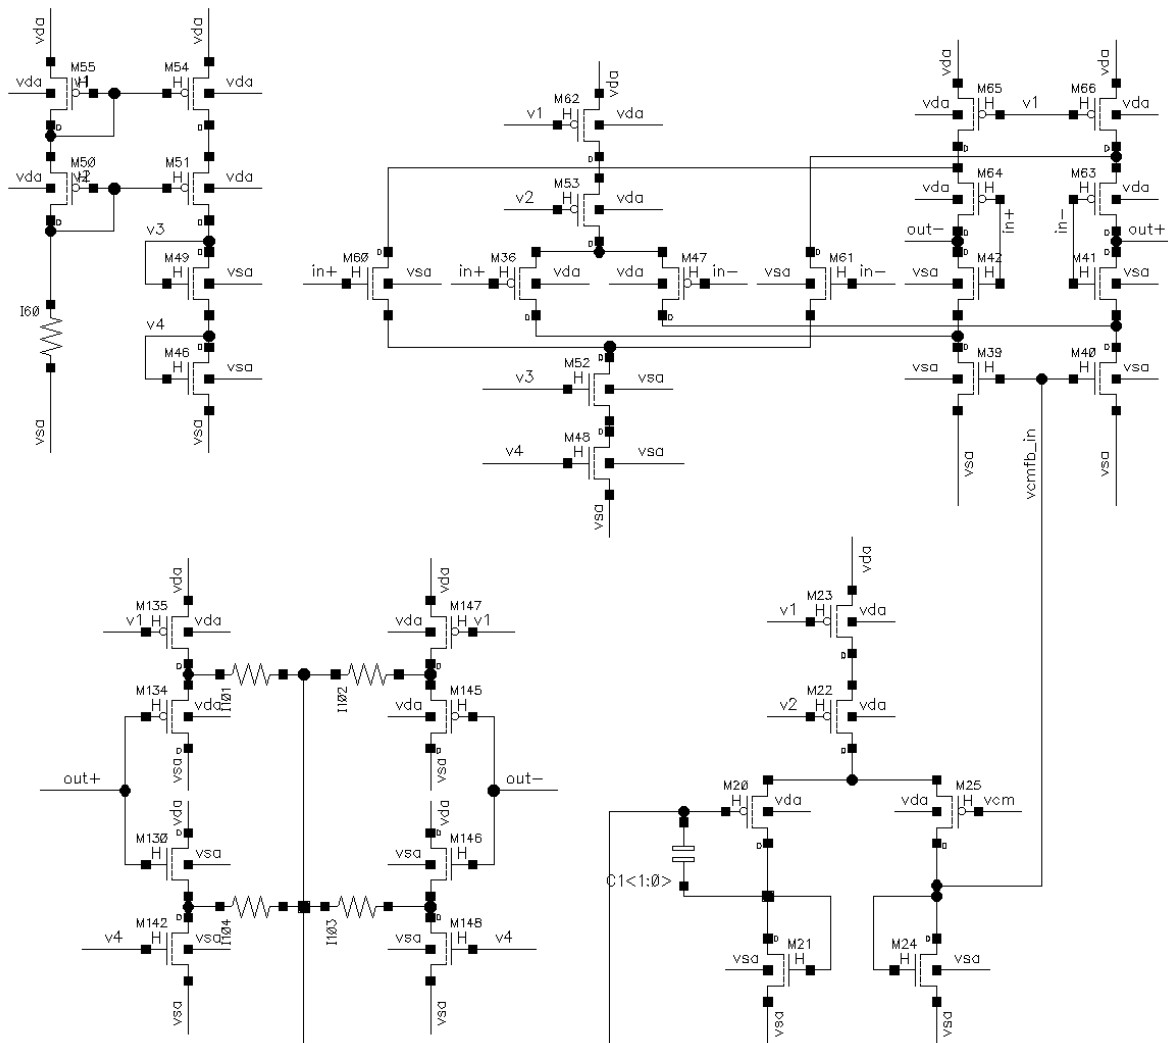 vda
vda
M55
v1
H
M54
H
vda
vda
D
D
M50
v2
H
M51
H
vda
vda
D
D
v3
D
M49
H
vsa
I60
v4
D
M46
H
vsa
vsa
vsa
vda
M62
v1
H
vda
D
M53
v2
H
vda
D
D
M60
in+
H
vsa
M36
in+
H
vda
D
M47
vda
H
in-
D
D
M61
vsa
H
in-
D
M52
v3
H
vsa
D
M48
v4
H
vsa
vsa
vda
vda
M65
vda
H
v1
M66
H
vda
D
D
M64
vda
H
in+
M63
in-
H
vda
D
D
out-
out+
D
M42
vsa
H
D
M41
H
vsa
D
M39
vsa
H
D
M40
H
vsa
vsa
vcmfb_in
vsa
vda
vda
M135
v1
H
vda
M147
vda
H
v1
D
D
I101
I102
M134
H
vda
M145
vda
H
D
D
vsa
vsa
out+
out-
vda
vda
D
D
M130
H
vsa
M146
vsa
H
I104
I103
D
D
M142
v4
H
vsa
M148
vsa
H
v4
vsa
vsa
vda
M23
v1
H
vda
D
M22
v2
H
vda
D
M20
H
vda
M25
vda
H
vcm
D
D
C1<1:0>
D
D
M21
vsa
H
M24
H
vsa
vsa
vsa